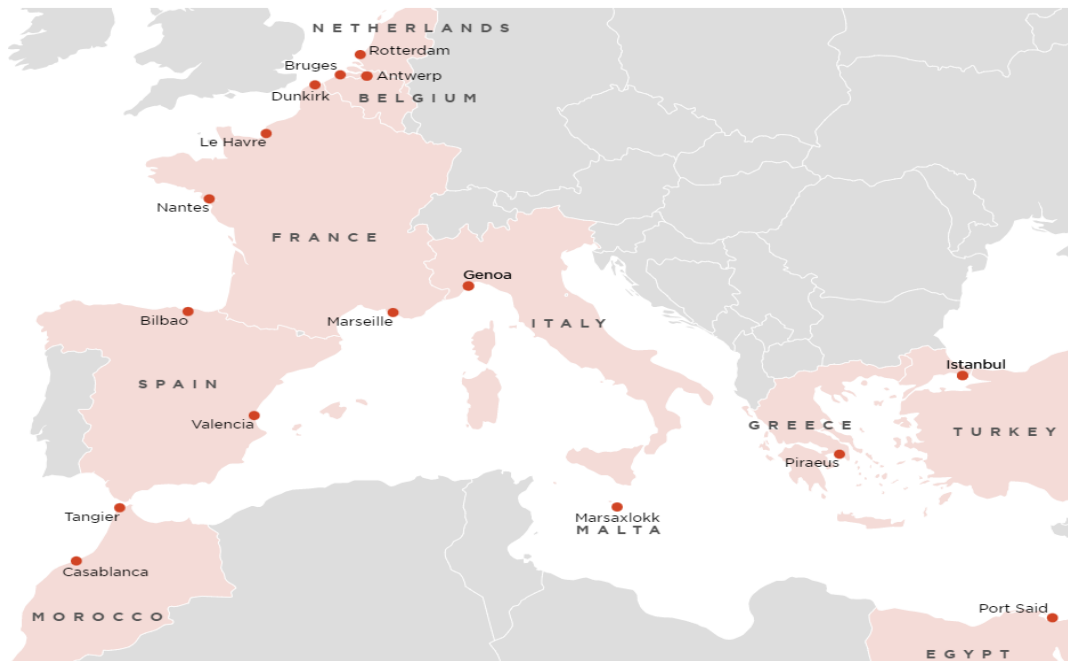 NETHERLANDS
Rotterdam
Bruges
Antwerp
Dunkirk
BELGIUM
Le Havre
Nantes
FRANCE
Genoa
Bilbao
Marseille
ITALY
Istanbul
SPAIN
Valencia
GREECE
TURKEY
Piraeus
Tangier
Marsaxlokk
MALTA
Casablanca
MOROCCO
Port Said
EGYPT